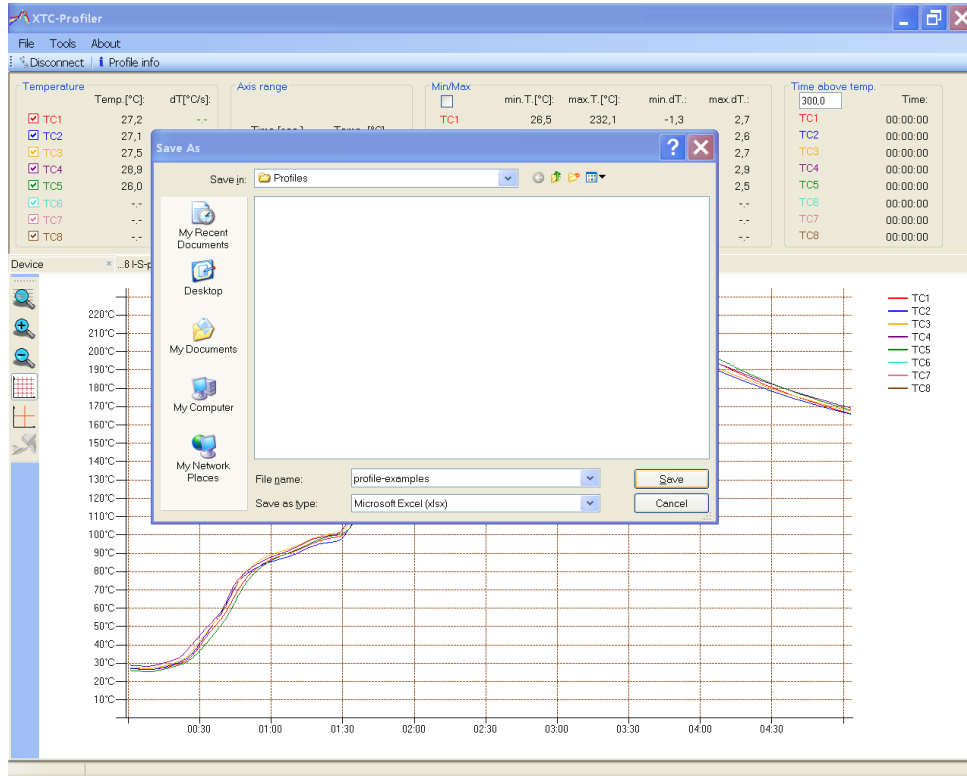 XTC-Profiler
File Tools About
Disconnect i Profile info
Temperature Axis range Min/Max Time above temp.
Temp.[°C]: dT[°C/s]: min.T.[°C]: max.T.[°C]: min.dT.: max.dT.: 300,0 Time:
TC1 27,2 -.- TC1 26,5 232,1 -1,3 2,7 TC1 00:00:00
TC2 27,1 2,6 TC2 00:00:00
TC3 27,5 2,7 TC3 00:00:00
TC4 28,9 2,9 TC4 00:00:00
TC5 26,0 2,5 TC5 00:00:00
TC6 -.- -.- TC6 00:00:00
TC7 -.- -.- TC7 00:00:00
TC8 -.- -.- TC8 00:00:00
Save As
Save in: Profiles
My Recent
Documents
Desktop
My Documents
My Computer
My Network
Places
File name: profile-examples
Save
Save as type: Microsoft Excel (xlsx)
Cancel
Device × ...8 I-S-p
220°C
210°C
200°C
190°C
180°C
170°C
160°C
150°C
140°C
130°C
120°C
110°C
100°C
90°C
80°C
70°C
60°C
50°C
40°C
30°C
20°C
10°C
00:30 01:00 01:30 02:00 02:30 03:00 03:30 04:00 04:30
TC1
TC2
TC3
TC4
TC5
TC6
TC7
TC8